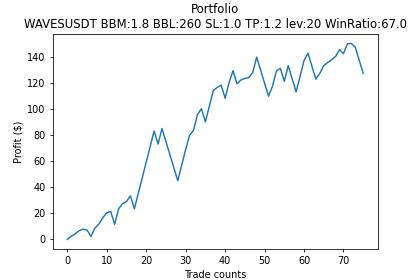 Portfolio
WAVESUSDT BBM:1.8 BBL:260 SL:1.0 TP:1.2 lev:20 WinRatio:67.0
Profit ($)
140
120
100
80
60
40
20
0
0 10 20 30 40 50 60 70
Trade counts